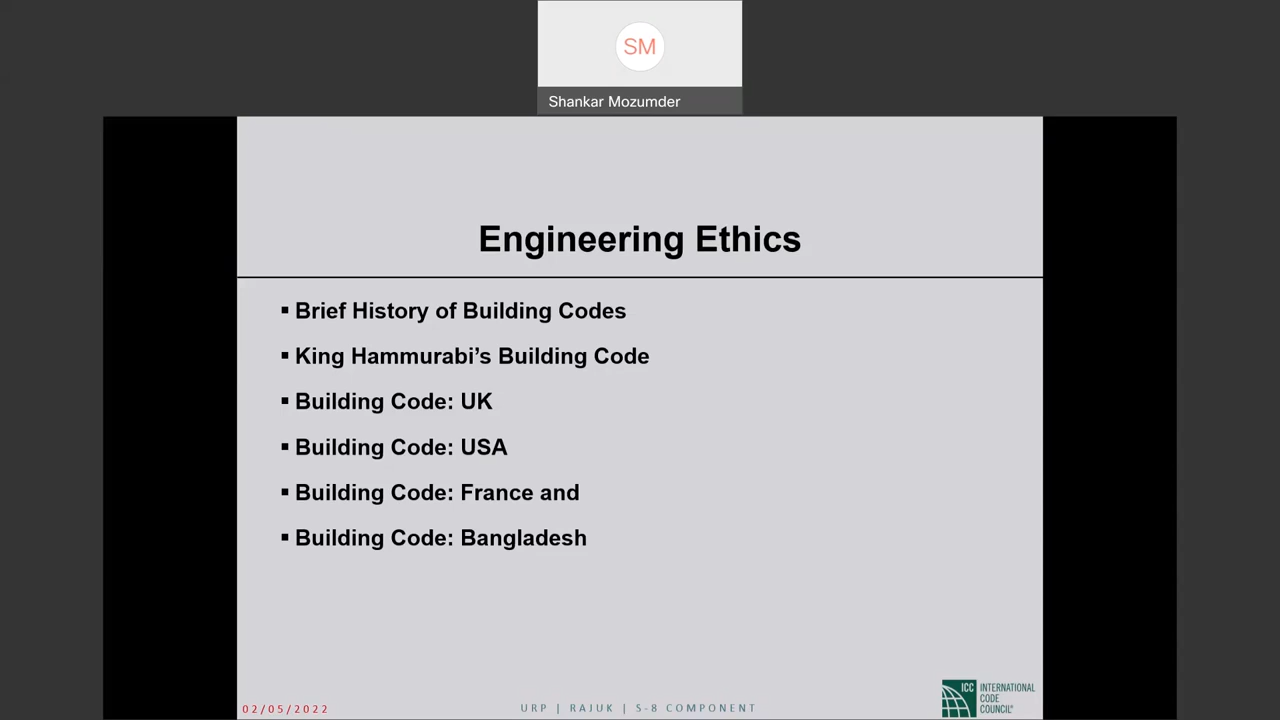 SM
Shankar Mozumder
Engineering Ethics
▪ Brief History of Building Codes
▪ King Hammurabi’s Building Code
▪ Building Code: UK
▪ Building Code: USA
▪ Building Code: France and
▪ Building Code: Bangladesh
02/05/2022
URP | RAJUK | S-8 COMPONENT
ICC
INTERNATIONAL
CODE
COUNCIL®